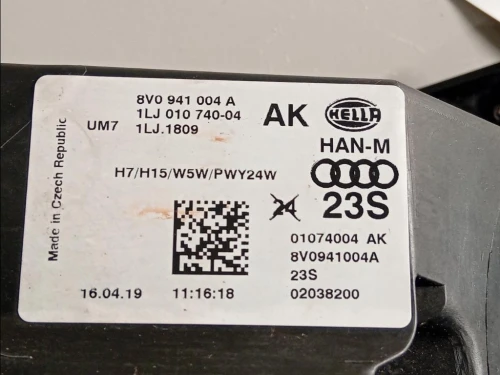 8V0 941 004 A
1LJ 010 740-04
UM7 1LJ.1809
AK
HELLA
HAN-M
H7/H15/W5W/PWY24W
24 23S
01074004 AK
8V0941004A
23S
02038200
16.04.19 11:16:18
Made in Czech Republic